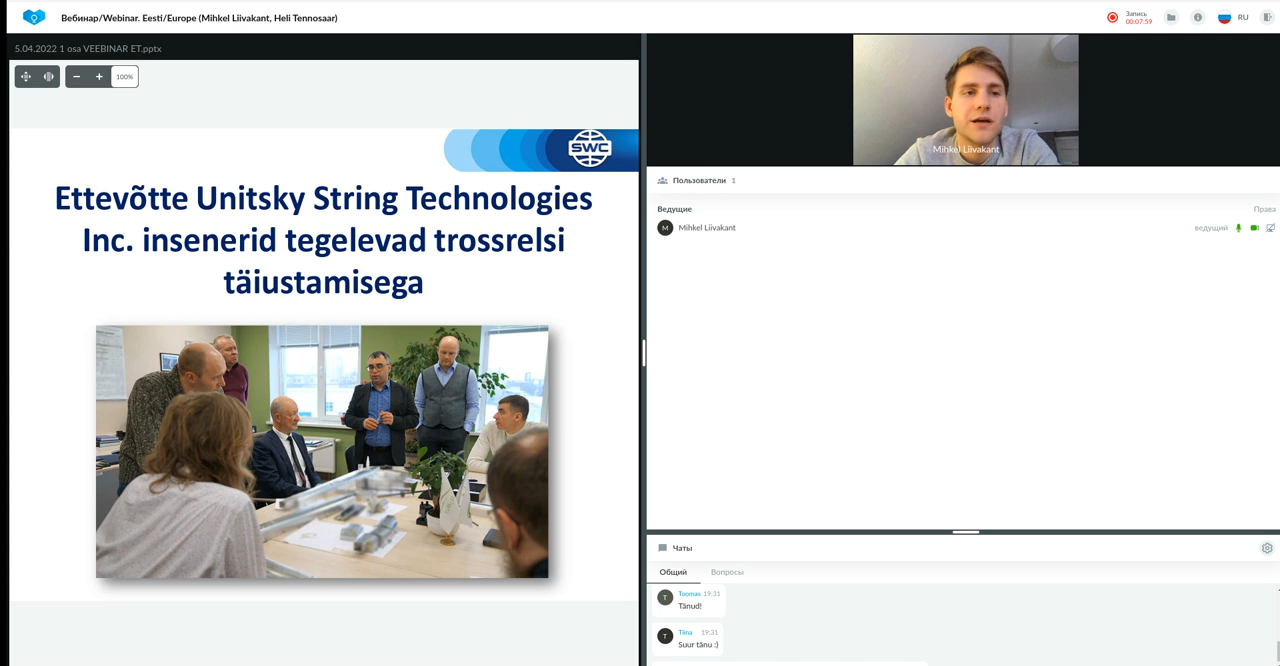 Вебинар/Webinar. Eesti/Europe (Mihkel Liivakant, Heli Tennosaar)
Запись
00:07:59
RU
5.04.2022 1 osa VEEBINAR ET.pptx
100%
SWC
Ettevõtte Unitsky String Technologies
Inc. insenerid tegelevad trossrelsi
täiustamisega
Mihkel Liivakant
Пользователи 1
Ведущие
Права
M
Mihkel Liivakant
ведущий
Чаты
Общий
Вопросы
T
Toomas 19:31
Tänud!
T
Tiina 19:31
Suur tänu :)